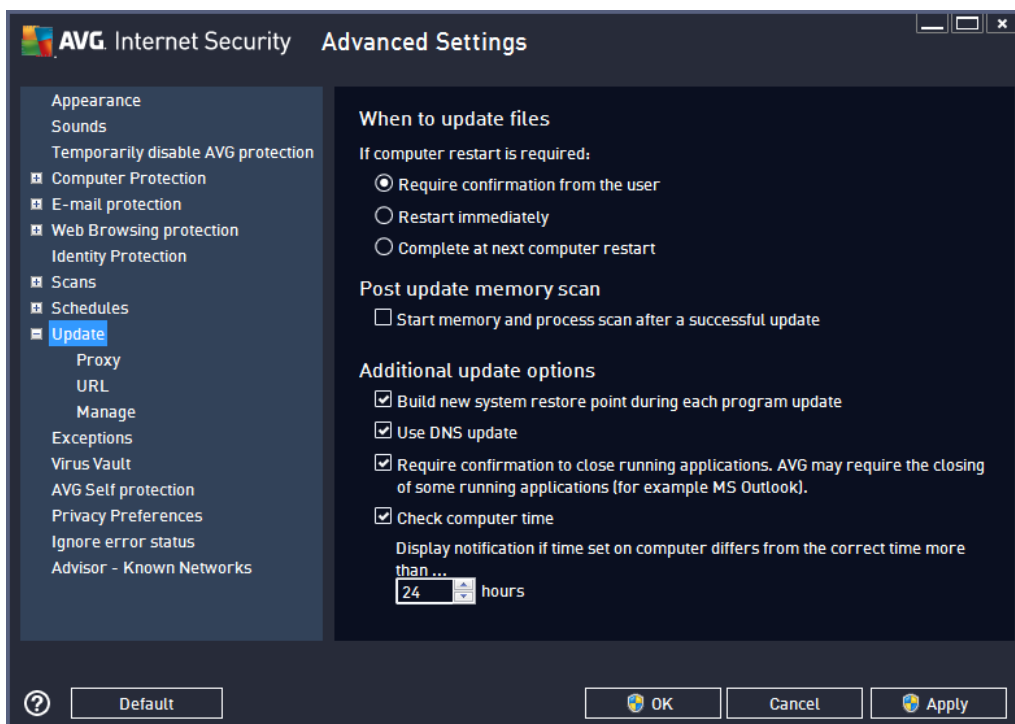 AVG. Internet Security Advanced Settings
Appearance
Sounds
Temporarily disable AVG protection
Computer Protection
E-mail protection
Web Browsing protection
Identity Protection
Scans
Schedules
Update
Proxy
URL
Manage
Exceptions
Virus Vault
AVG Self protection
Privacy Preferences
Ignore error status
Advisor - Known Networks
When to update files
If computer restart is required:
Require confirmation from the user
Restart immediately
Complete at next computer restart
Post update memory scan
Start memory and process scan after a successful update
Additional update options
Build new system restore point during each program update
Use DNS update
Require confirmation to close running applications. AVG may require the closing
of some running applications (for example MS Outlook).
Check computer time
Display notification if time set on computer differs from the correct time more
than ...
24 hours
? Default OK Cancel Apply